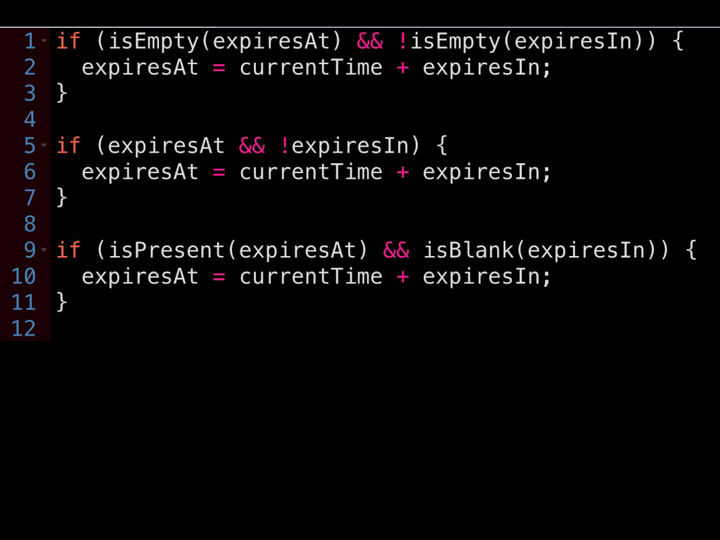 1 if (isEmpty(expiresAt) && !isEmpty(expiresIn)) {
2   expiresAt = currentTime + expiresIn;
3 }
4
5 if (expiresAt && !expiresIn) {
6   expiresAt = currentTime + expiresIn;
7 }
8
9 if (isPresent(expiresAt) && isBlank(expiresIn)) {
10   expiresAt = currentTime + expiresIn;
11 }
12